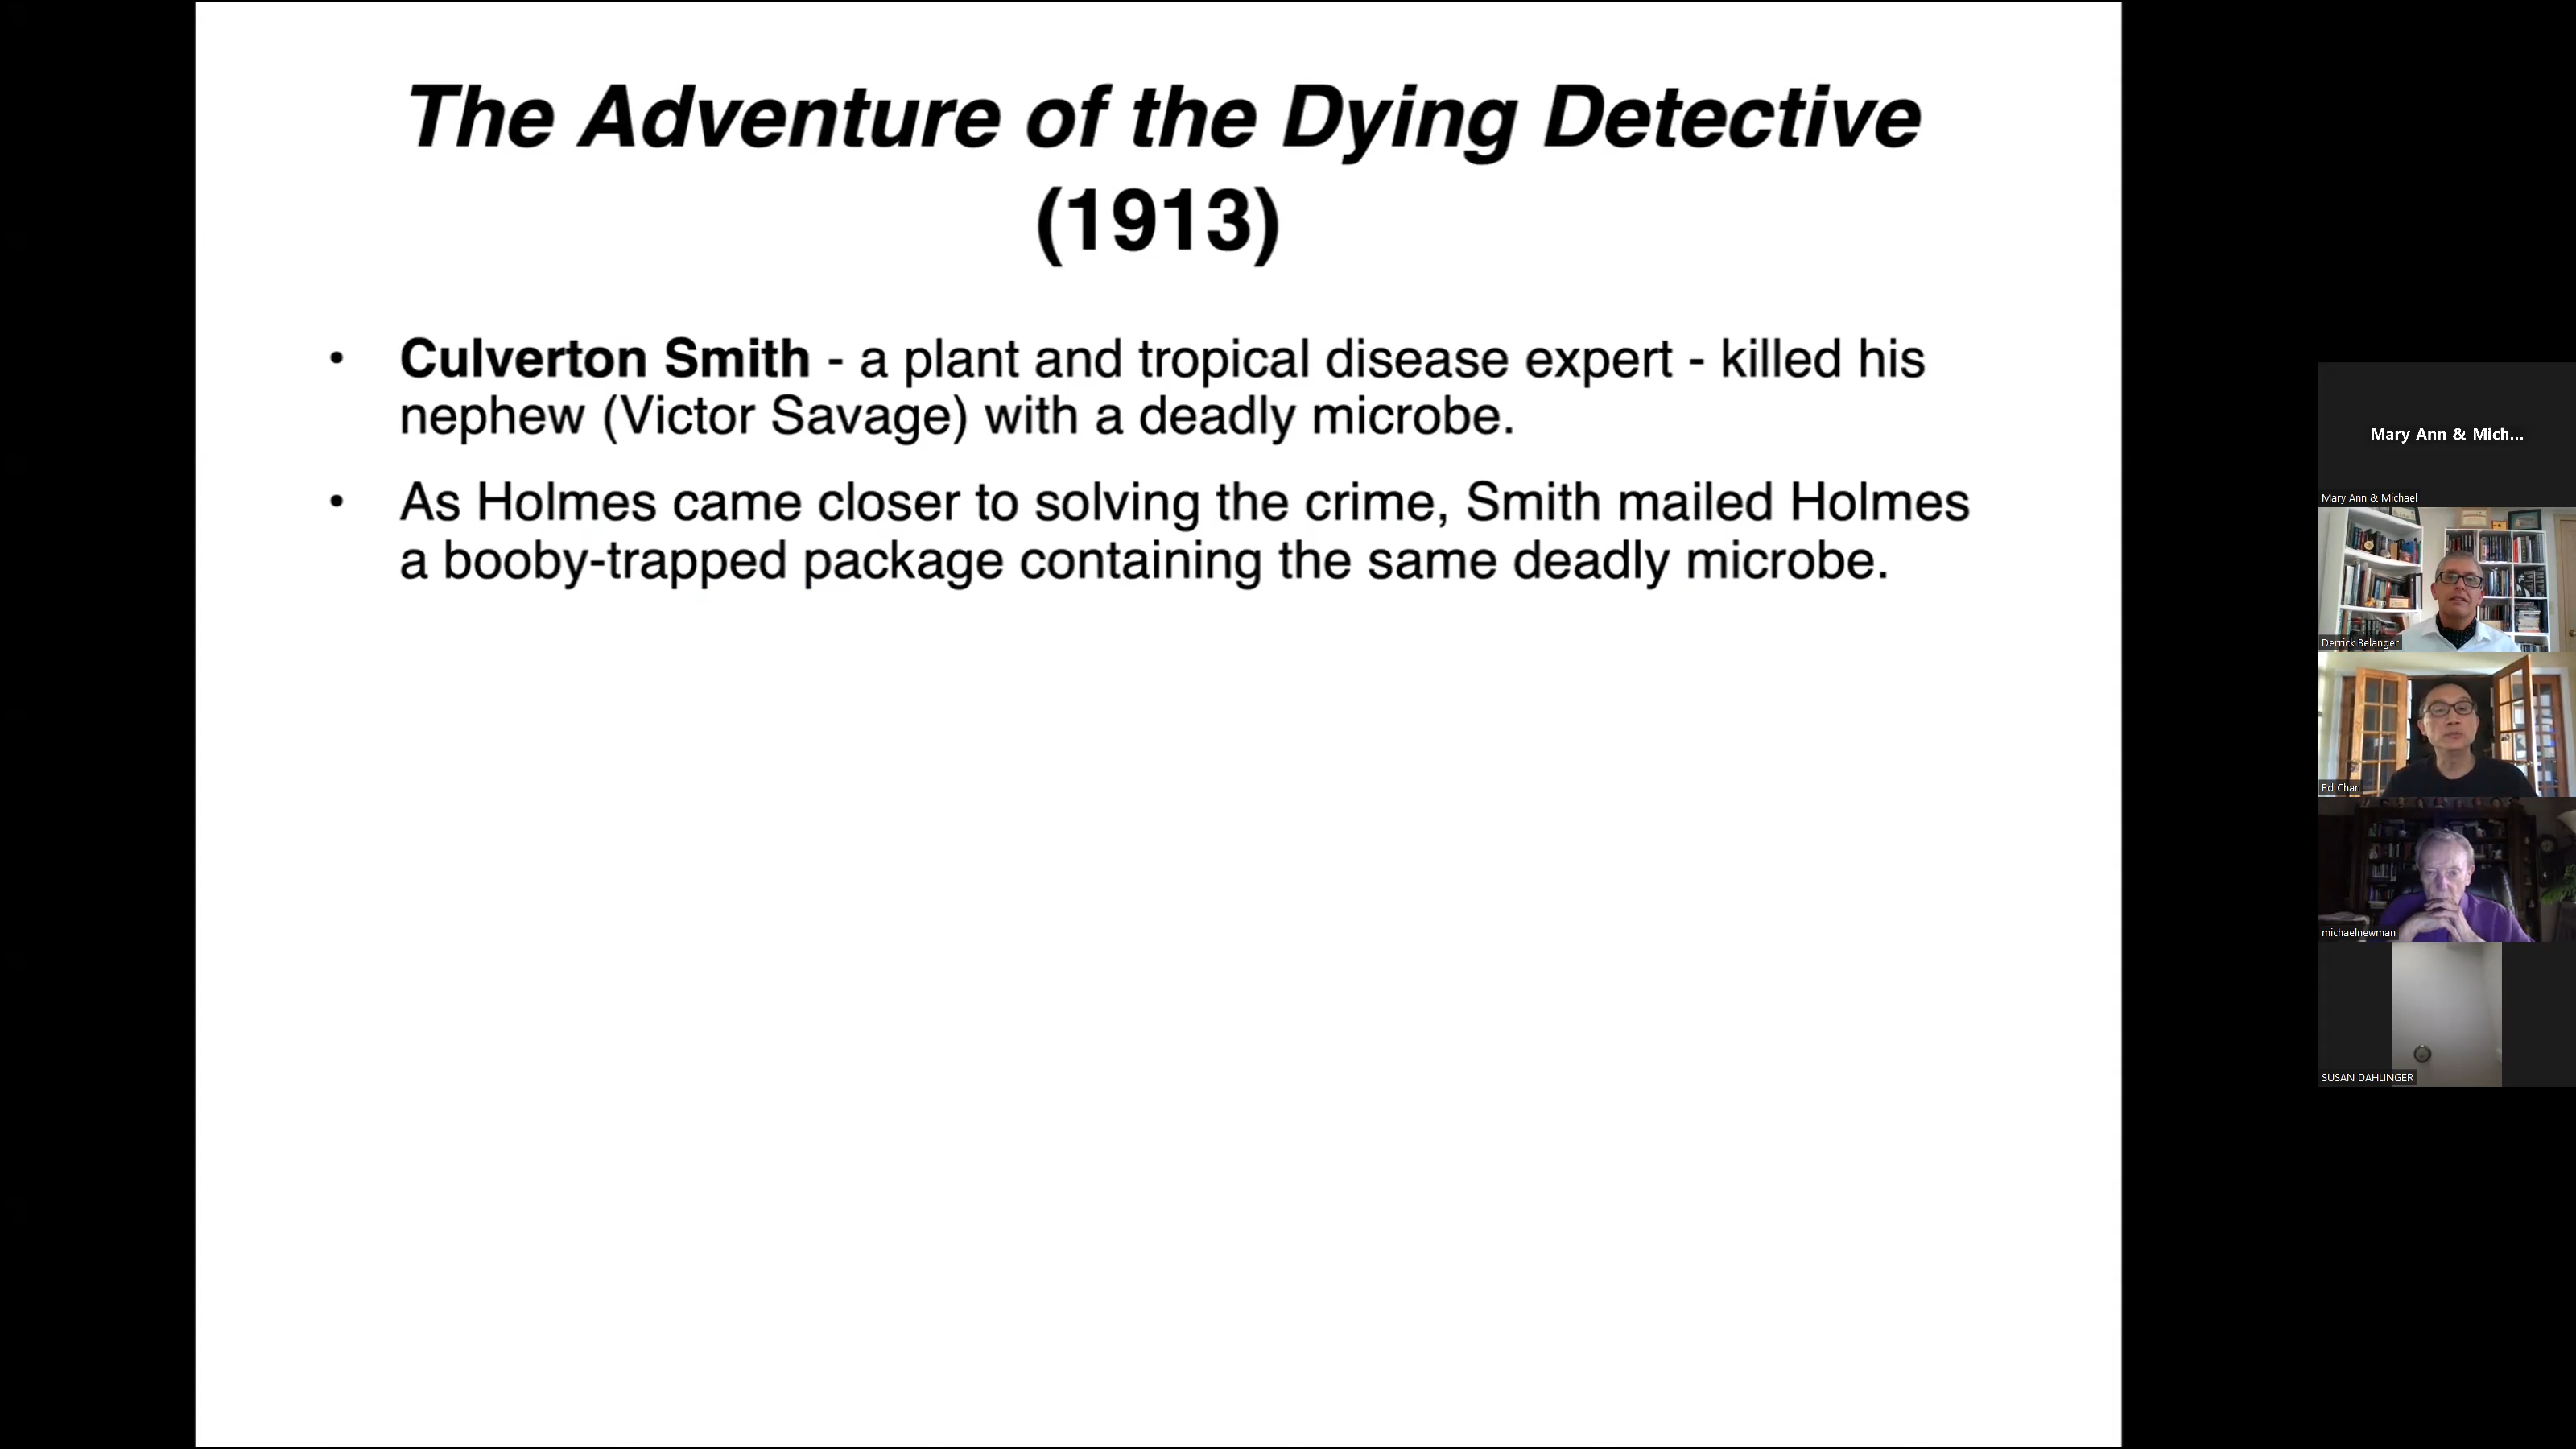 The Adventure of the Dying Detective
(1913)
• Culverton Smith - a plant and tropical disease expert - killed his
nephew (Victor Savage) with a deadly microbe.
• As Holmes came closer to solving the crime, Smith mailed Holmes
a booby-trapped package containing the same deadly microbe.
Mary Ann & Mich...
Mary Ann & Michael
Derrick Belanger
Ed Chan
michaelnewman
SUSAN DAHLINGER